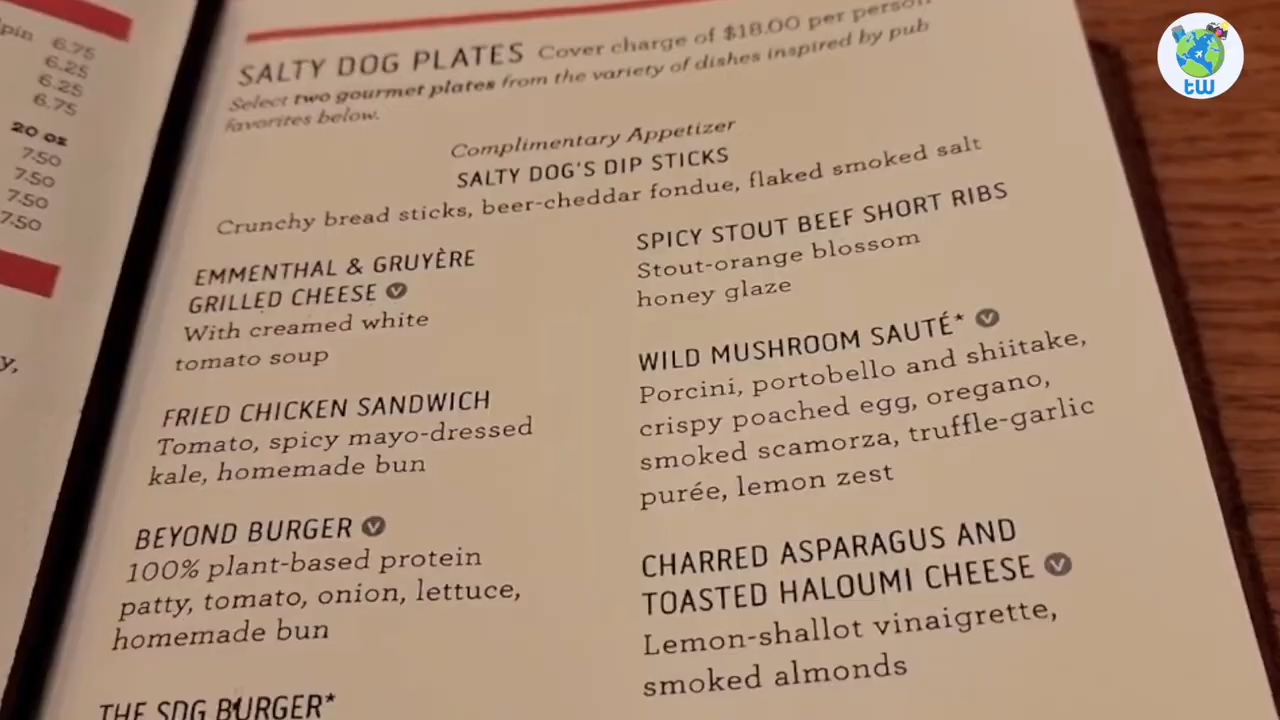 pin 6.75
6.25
6.25
6.75
20 oz
7.50
7.50
7.50
7.50
y,
SALTY DOG PLATES Cover charge of $18.00 per person
Select two gourmet plates from the variety of dishes inspired by pub
favorites below.
Complimentary Appetizer
SALTY DOG'S DIP STICKS
Crunchy bread sticks, beer-cheddar fondue, flaked smoked salt
EMMENTHAL & GRUYÈRE
GRILLED CHEESE V
With creamed white
tomato soup
FRIED CHICKEN SANDWICH
Tomato, spicy mayo-dressed
kale, homemade bun
BEYOND BURGER V
100% plant-based protein
patty, tomato, onion, lettuce,
homemade bun
THE SDG BURGER*
SPICY STOUT BEEF SHORT RIBS
Stout-orange blossom
honey glaze
WILD MUSHROOM SAUTÉ* V
Porcini, portobello and shiitake,
crispy poached egg, oregano,
smoked scamorza, truffle-garlic
purée, lemon zest
CHARRED ASPARAGUS AND
TOASTED HALOUMI CHEESE V
Lemon-shallot vinaigrette,
smoked almonds
tw